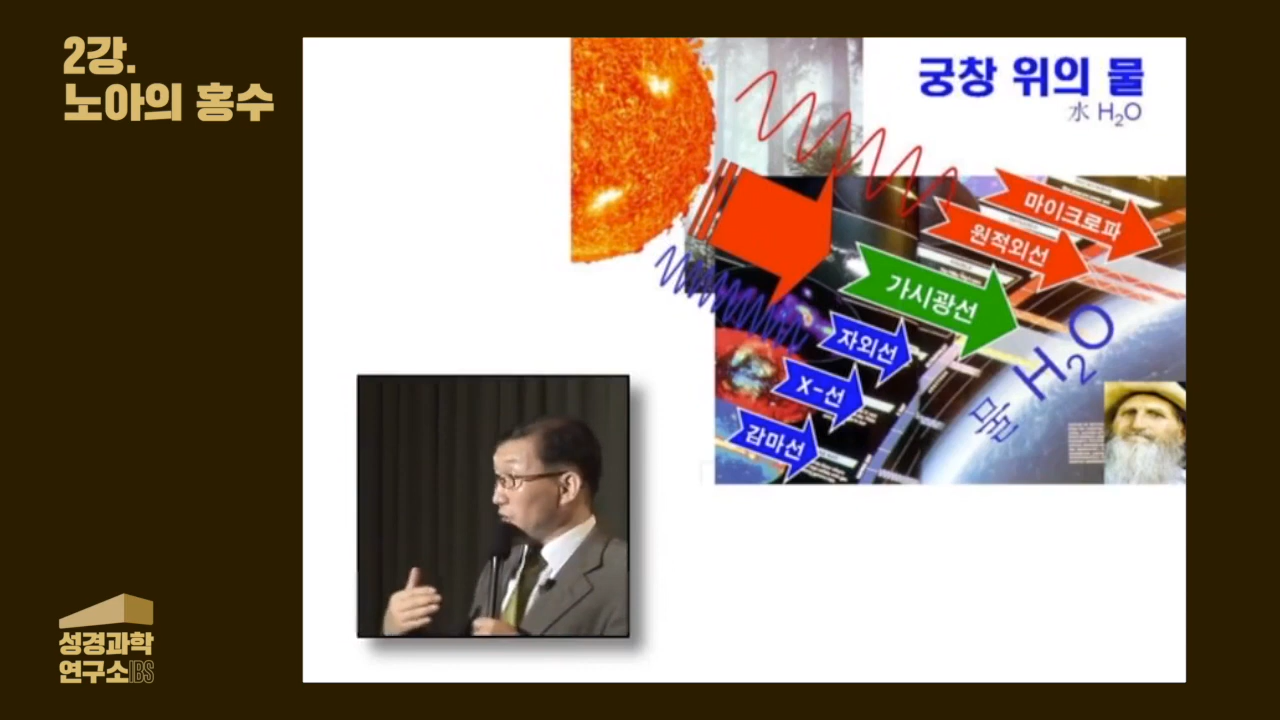 2강.
노아의 홍수
궁창 위의 물
水 H₂O
마이크로파
원적외선
가시광선
자외선
X-선
감마선
물 H₂O
성경과학
연구소IBS